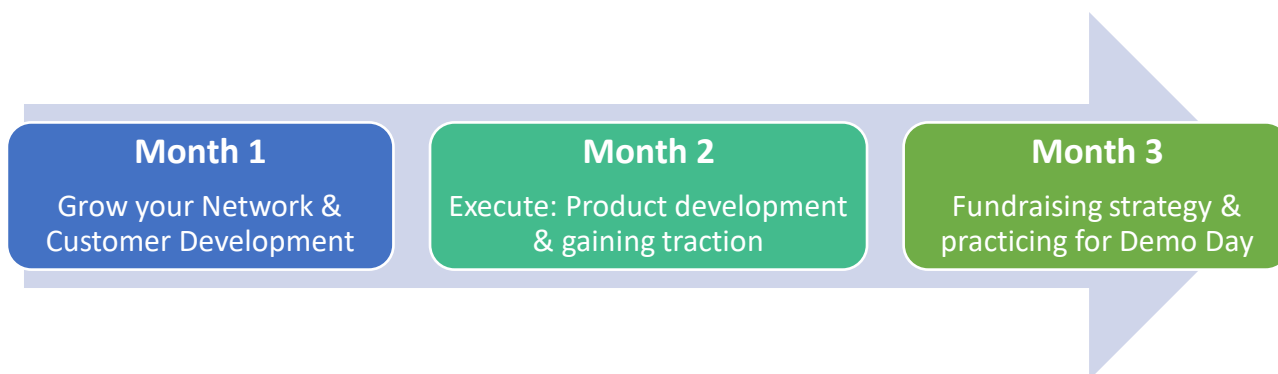 Month 1
Grow your Network &
Customer Development
Month 2
Execute: Product development
& gaining traction
Month 3
Fundraising strategy &
practicing for Demo Day